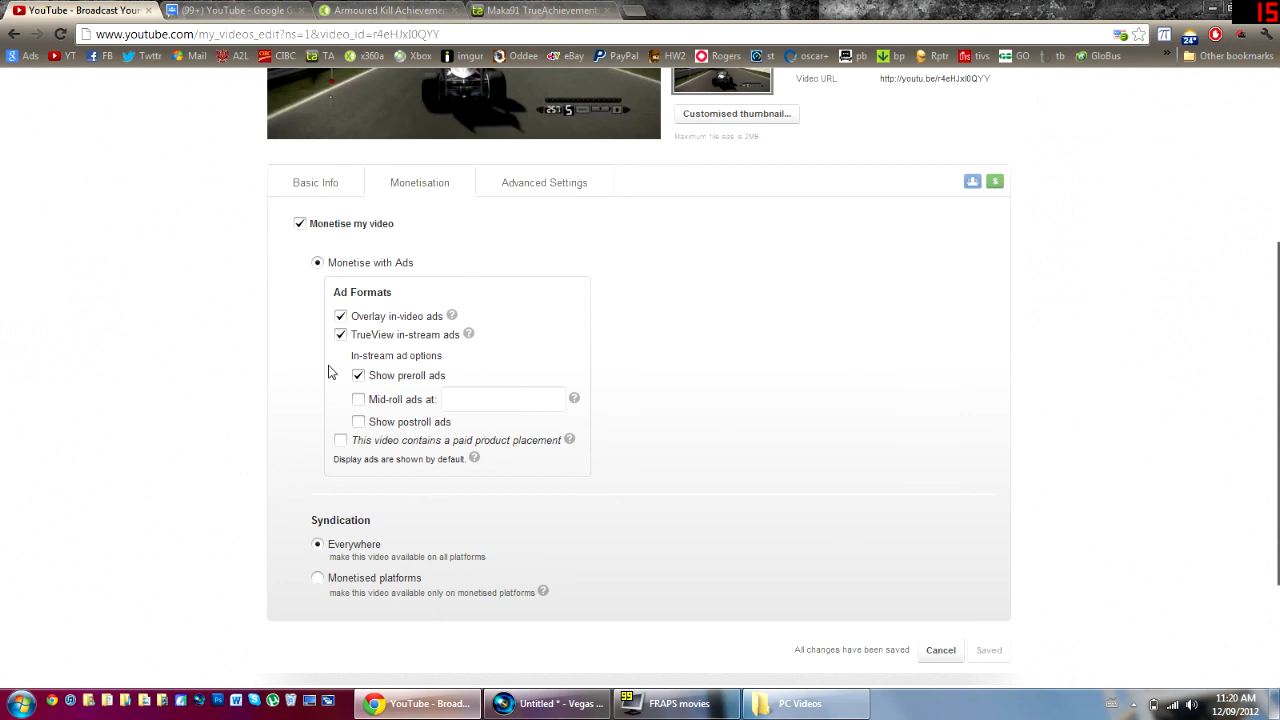 YouTube - Broadcast Your
(99+) YouTube - Google G
Armoured Kill Achievemen
Maka91 TrueAchievement
15
www.youtube.com/my_videos_edit?ns=1&video_id=r4eHJxI0QYY
24°
Ads YT FB Twttr Mail A2L CIBC TA x360a Xbox imgur Oddee eBay PayPal HW2 Rogers st oscar+ pb bp Rptr tivs GO tb GloBus » Other bookmarks
257 5
Video URL http://youtu.be/r4eHJxI0QYY
Customised thumbnail...
Maximum file size is 2MB
Basic Info Monetisation Advanced Settings $
Monetise my video
Monetise with Ads
Ad Formats
Overlay in-video ads ?
TrueView in-stream ads ?
In-stream ad options
Show preroll ads
Mid-roll ads at: ?
Show postroll ads
This video contains a paid product placement ?
Display ads are shown by default. ?
Syndication
Everywhere
make this video available on all platforms
Monetised platforms
make this video available only on monetised platforms ?
All changes have been saved Cancel Saved
YouTube - Broad... Untitled * - Vegas ... 99 FRAPS movies PC Videos
11:20 AM
12/09/2012